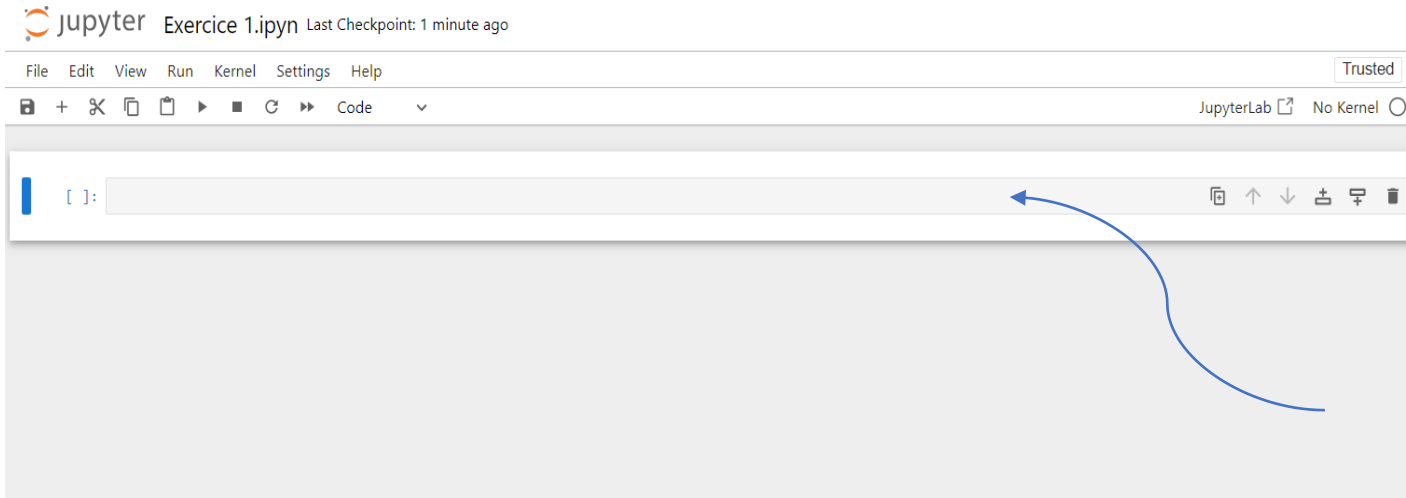 jupyter Exercice 1.ipyn Last Checkpoint: 1 minute ago
File Edit View Run Kernel Settings Help Trusted
Code JupyterLab No Kernel
[ ]: